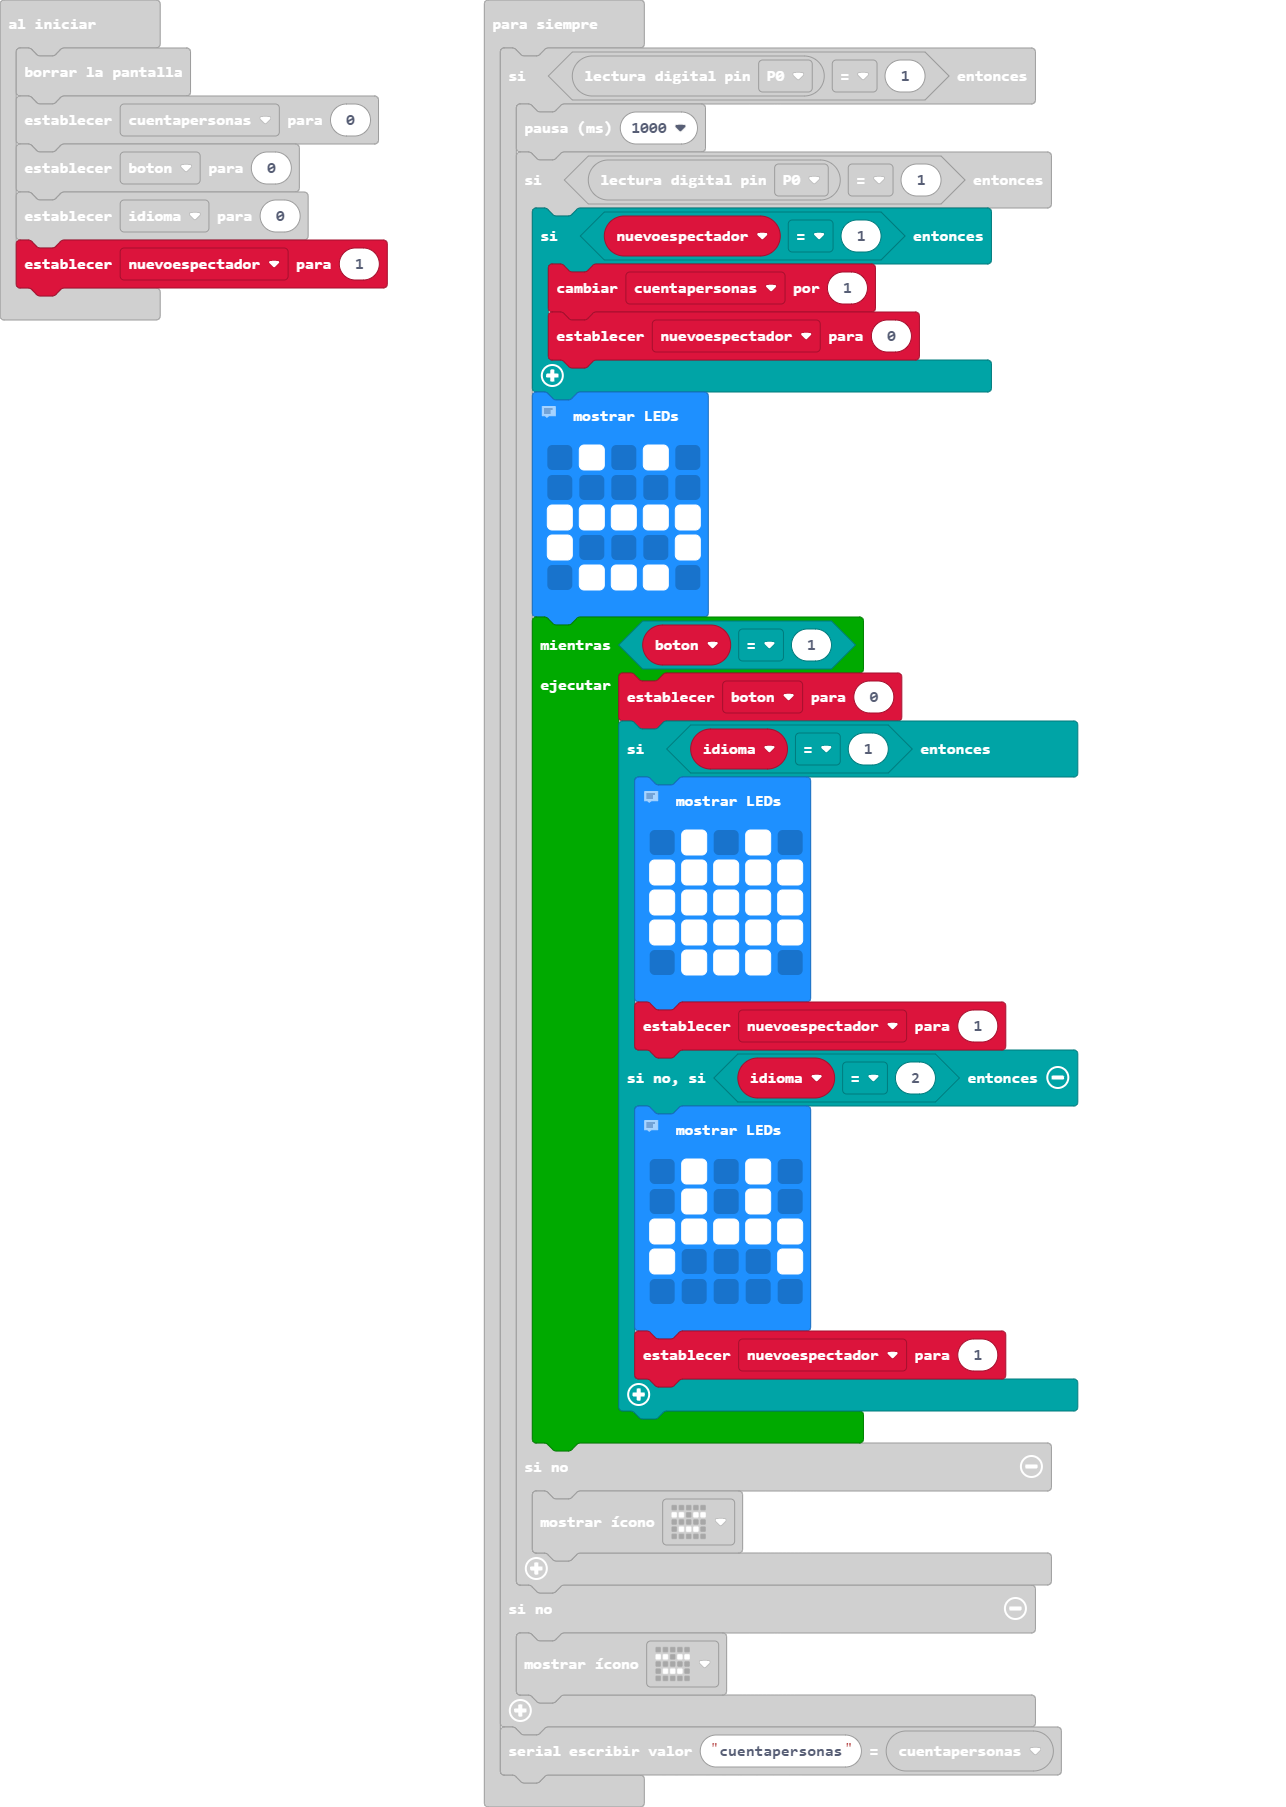 al iniciar
borrar la pantalla
establecer cuentapersonas para 0
establecer boton para 0
establecer idioma para 0
establecer nuevoespectador para 1
para siempre
si lectura digital pin P0 = 1 entonces
pausa (ms) 1000
si lectura digital pin P0 = 1 entonces
si nuevoespectador = 1 entonces
cambiar cuentapersonas por 1
establecer nuevoespectador para 0
mostrar LEDs
mientras boton = 1
ejecutar
establecer boton para 0
si idioma = 1 entonces
mostrar LEDs
establecer nuevoespectador para 1
si no, si idioma = 2 entonces
mostrar LEDs
establecer nuevoespectador para 1
si no
mostrar ícono
si no
mostrar ícono
serial escribir valor "cuentapersonas" = cuentapersonas